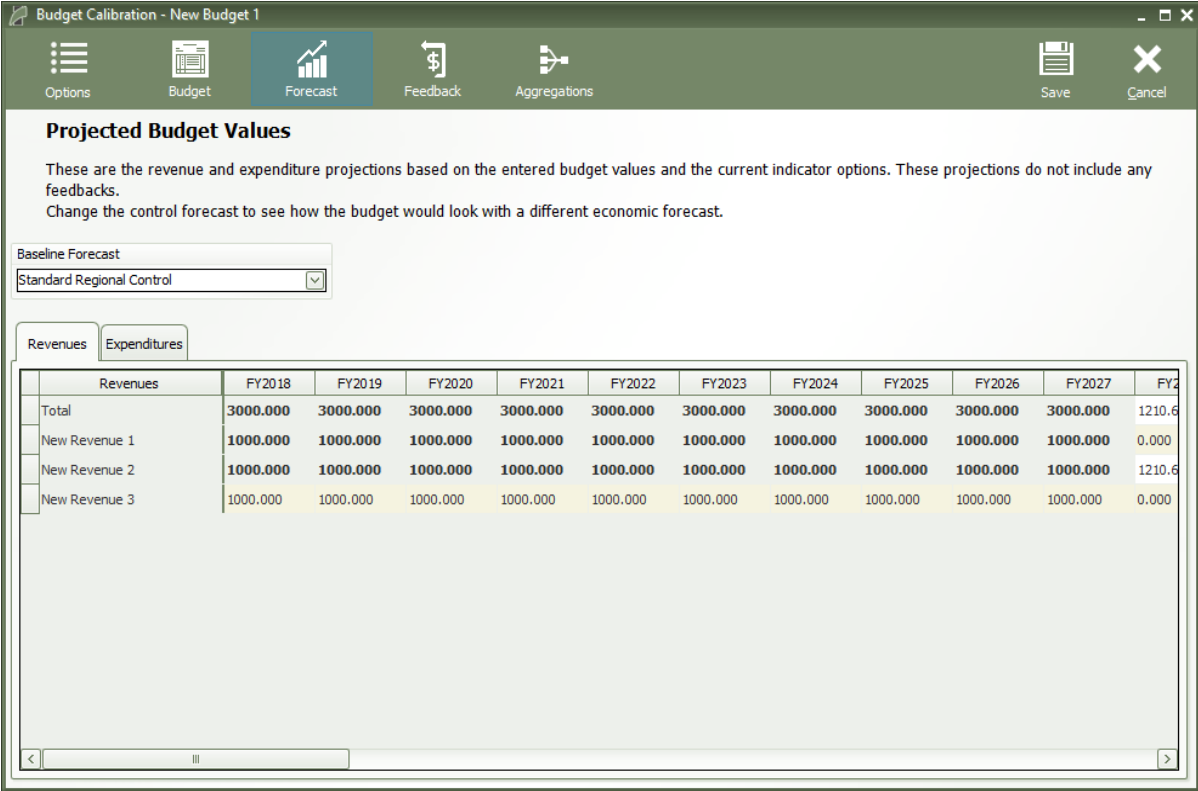 Budget Calibration - New Budget 1
Options Budget Forecast Feedback Aggregations Save Cancel
Projected Budget Values
These are the revenue and expenditure projections based on the entered budget values and the current indicator options. These projections do not include any
feedbacks.
Change the control forecast to see how the budget would look with a different economic forecast.
Baseline Forecast
Standard Regional Control
Revenues Expenditures
Revenues FY2018 FY2019 FY2020 FY2021 FY2022 FY2023 FY2024 FY2025 FY2026 FY2027 FY2
Total 3000.000 3000.000 3000.000 3000.000 3000.000 3000.000 3000.000 3000.000 3000.000 3000.000 1210.6
New Revenue 1 1000.000 1000.000 1000.000 1000.000 1000.000 1000.000 1000.000 1000.000 1000.000 1000.000 0.000
New Revenue 2 1000.000 1000.000 1000.000 1000.000 1000.000 1000.000 1000.000 1000.000 1000.000 1000.000 1210.6
New Revenue 3 1000.000 1000.000 1000.000 1000.000 1000.000 1000.000 1000.000 1000.000 1000.000 1000.000 0.000